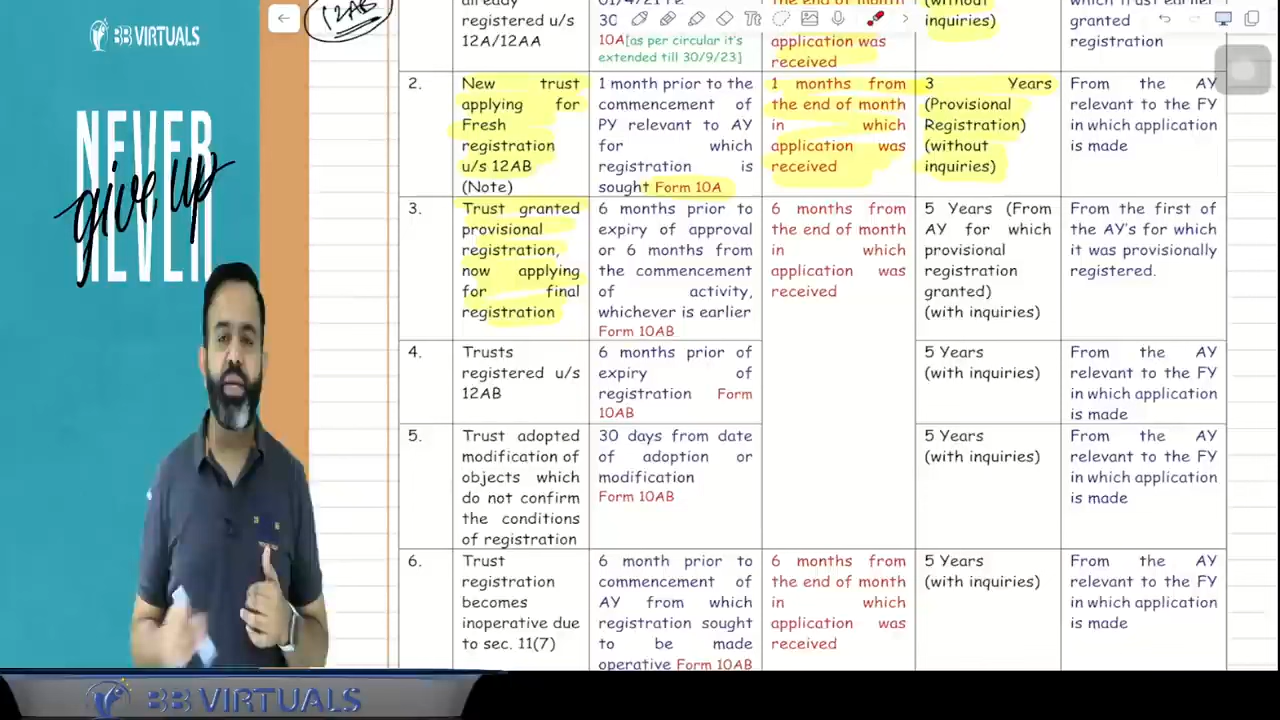 BB VIRTUALS
NEVER
give up
NEVER
12AB
already
registered u/s
12A/12AA
01/4/21 i e
30
10A[as per circular it's
extended till 30/9/23]
the end of month
application was
received
(without
inquiries)
which trust earlier
granted
registration
2.
New trust
applying for
Fresh
registration
u/s 12AB
(Note)
1 month prior to the
commencement of
PY relevant to AY
for which
registration is
sought Form 10A
1 months from
the end of month
in which
application was
received
3 Years
(Provisional
Registration)
(without
inquiries)
From the AY
relevant to the FY
in which application
is made
3.
Trust granted
provisional
registration,
now applying
for final
registration
6 months prior to
expiry of approval
or 6 months from
the commencement
of activity,
whichever is earlier
Form 10AB
6 months from
the end of month
in which
application was
received
5 Years (From
AY for which
provisional
registration
granted)
(with inquiries)
From the first of
the AY's for which
it was provisionally
registered.
4.
Trusts
registered u/s
12AB
6 months prior of
expiry of
registration Form
10AB
5 Years
(with inquiries)
From the AY
relevant to the FY
in which application
is made
5.
Trust adopted
modification of
objects which
do not confirm
the conditions
of registration
30 days from date
of adoption or
modification
Form 10AB
5 Years
(with inquiries)
From the AY
relevant to the FY
in which application
is made
6.
Trust
registration
becomes
inoperative due
to sec. 11(7)
6 month prior to
commencement of
AY from which
registration sought
to be made
operative Form 10AB
6 months from
the end of month
in which
application was
received
5 Years
(with inquiries)
From the AY
relevant to the FY
in which application
is made
BB VIRTUALS